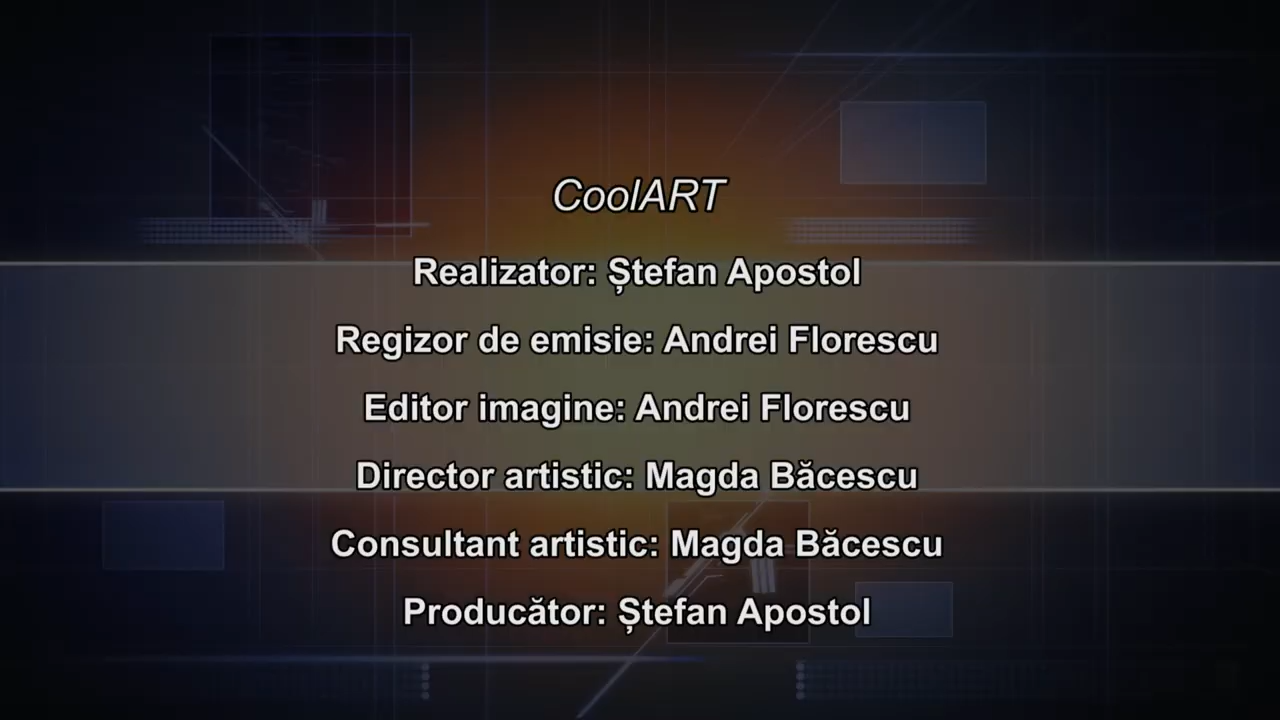 CoolART
Realizator: Ștefan Apostol
Regizor de emisie: Andrei Florescu
Editor imagine: Andrei Florescu
Director artistic: Magda Băcescu
Consultant artistic: Magda Băcescu
Producător: Ștefan Apostol